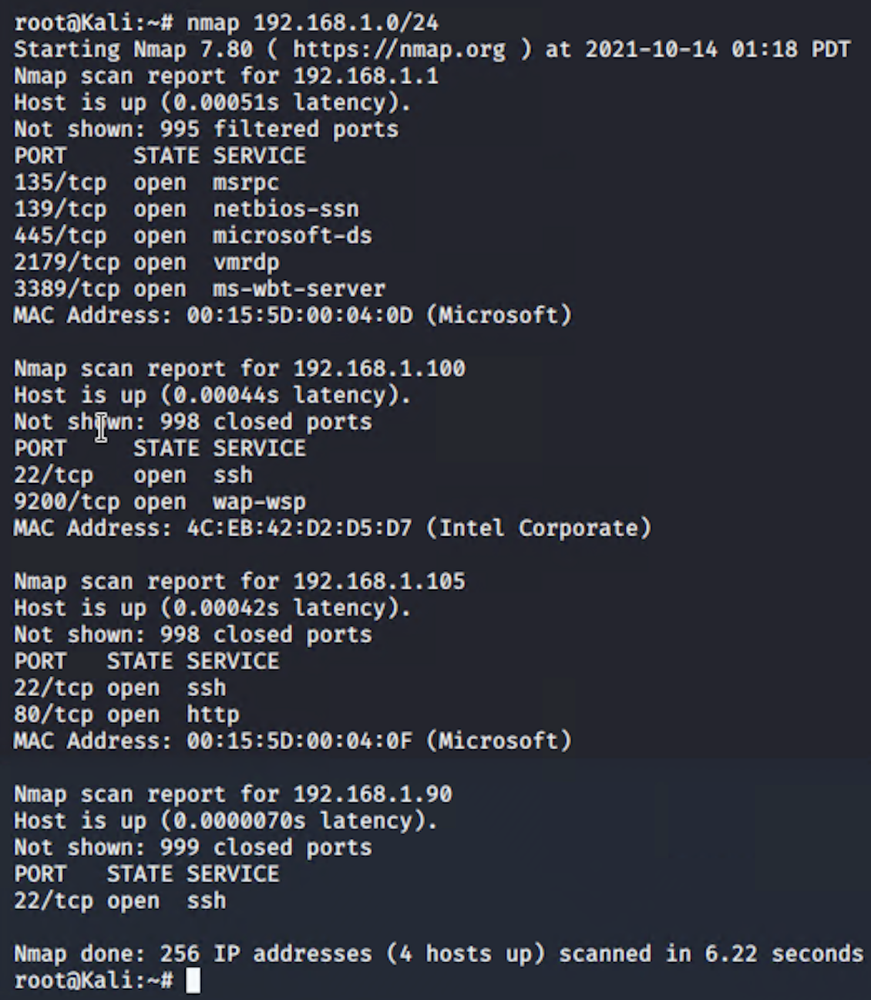 root@Kali:~# nmap 192.168.1.0/24
Starting Nmap 7.80 ( https://nmap.org ) at 2021-10-14 01:18 PDT
Nmap scan report for 192.168.1.1
Host is up (0.00051s latency).
Not shown: 995 filtered ports
PORT     STATE SERVICE
135/tcp  open  msrpc
139/tcp  open  netbios-ssn
445/tcp  open  microsoft-ds
2179/tcp open  vmrdp
3389/tcp open  ms-wbt-server
MAC Address: 00:15:5D:00:04:0D (Microsoft)

Nmap scan report for 192.168.1.100
Host is up (0.00044s latency).
Not shown: 998 closed ports
PORT     STATE SERVICE
22/tcp   open  ssh
9200/tcp open  wap-wsp
MAC Address: 4C:EB:42:D2:D5:D7 (Intel Corporate)

Nmap scan report for 192.168.1.105
Host is up (0.00042s latency).
Not shown: 998 closed ports
PORT   STATE SERVICE
22/tcp open  ssh
80/tcp open  http
MAC Address: 00:15:5D:00:04:0F (Microsoft)

Nmap scan report for 192.168.1.90
Host is up (0.0000070s latency).
Not shown: 999 closed ports
PORT   STATE SERVICE
22/tcp open  ssh

Nmap done: 256 IP addresses (4 hosts up) scanned in 6.22 seconds
root@Kali:~#